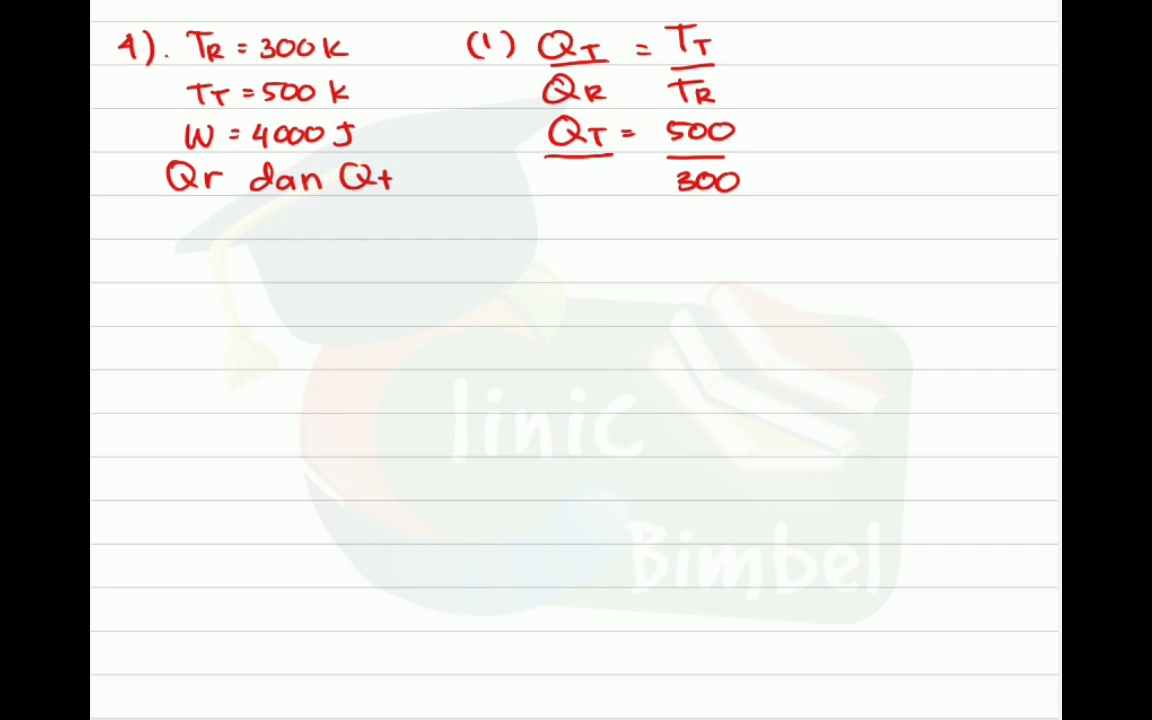 4). TR = 300 K
TT = 500 K
W = 4000 J
Qr dan Qt
(1) QT / QR = TT / TR
QT = 500 / 300
linic
Bimbel